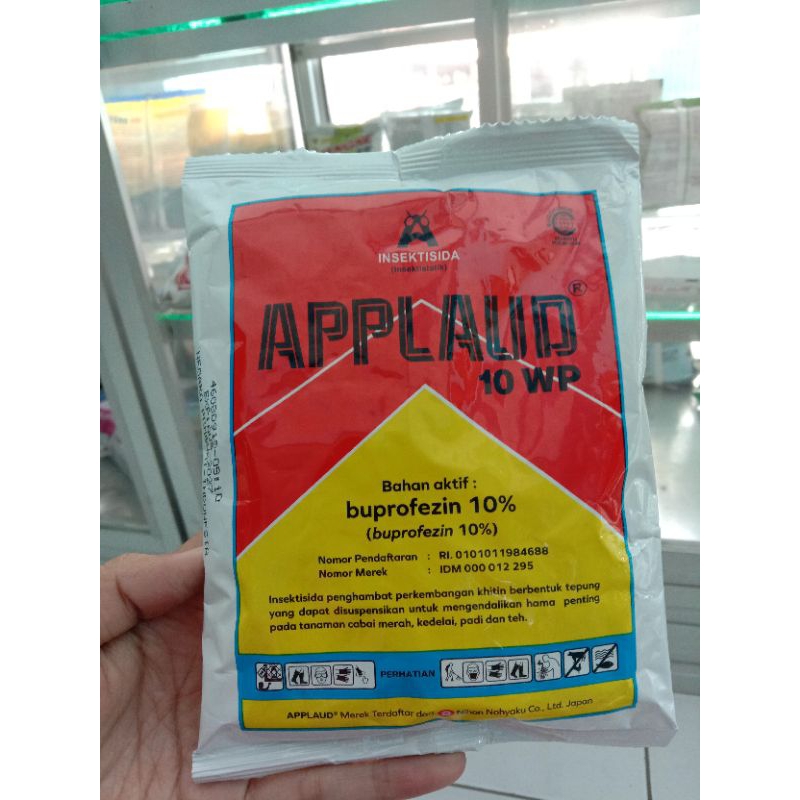 INSEKTISIDA
(Insektistatik)
APPLAUD®
10 WP
Bahan aktif :
buprofezin 10%
(buprofezin 10%)
Nomor Pendaftaran : RI. 0101011984688
Nomor Merek : IDM 000 012 295
Insektisida penghambat perkembangan khitin berbentuk tepung
yang dapat disuspensikan untuk mengendalikan hama penting
pada tanaman cabai merah, kedelai, padi dan teh.
PERHATIAN
APPLAUD® Merek Terdaftar dari Nihon Nohyaku Co., Ltd. Japan